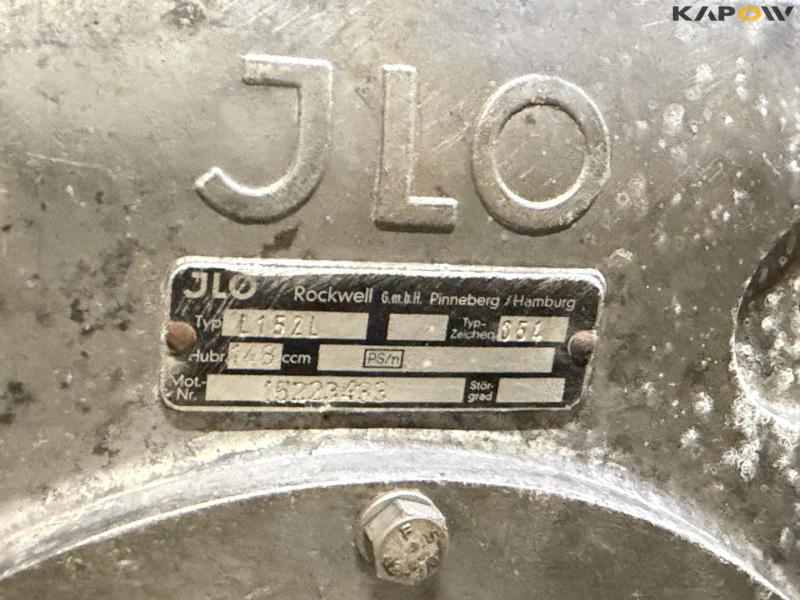 KAPOW
JLO
JLO Rockwell G.m.b.H. Pinneberg / Hamburg
Typ L152L Typ-Zeichen 654
Hubr. 148 ccm PS/n
Mot.-Nr. 15223433 Stör-grad